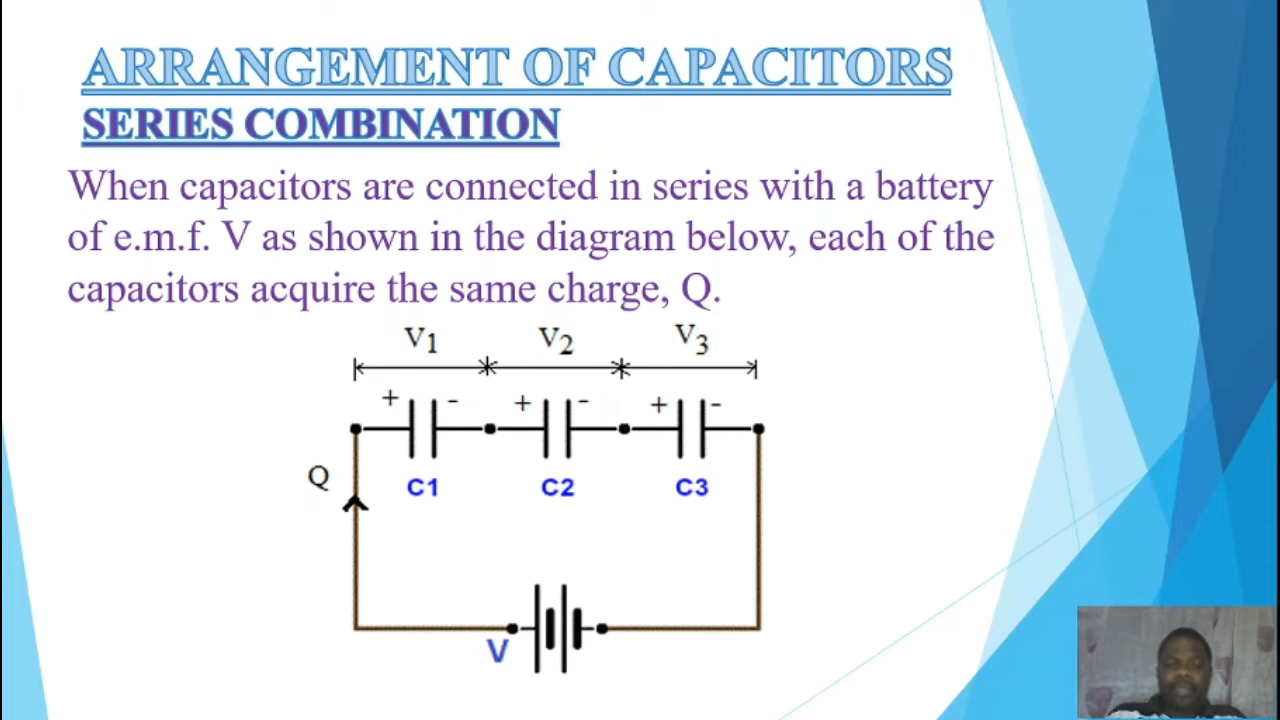 ARRANGEMENT OF CAPACITORS
SERIES COMBINATION
When capacitors are connected in series with a battery
of e.m.f. V as shown in the diagram below, each of the
capacitors acquire the same charge, Q.
V1 V2 V3
+ - + - + -
Q
C1 C2 C3
V